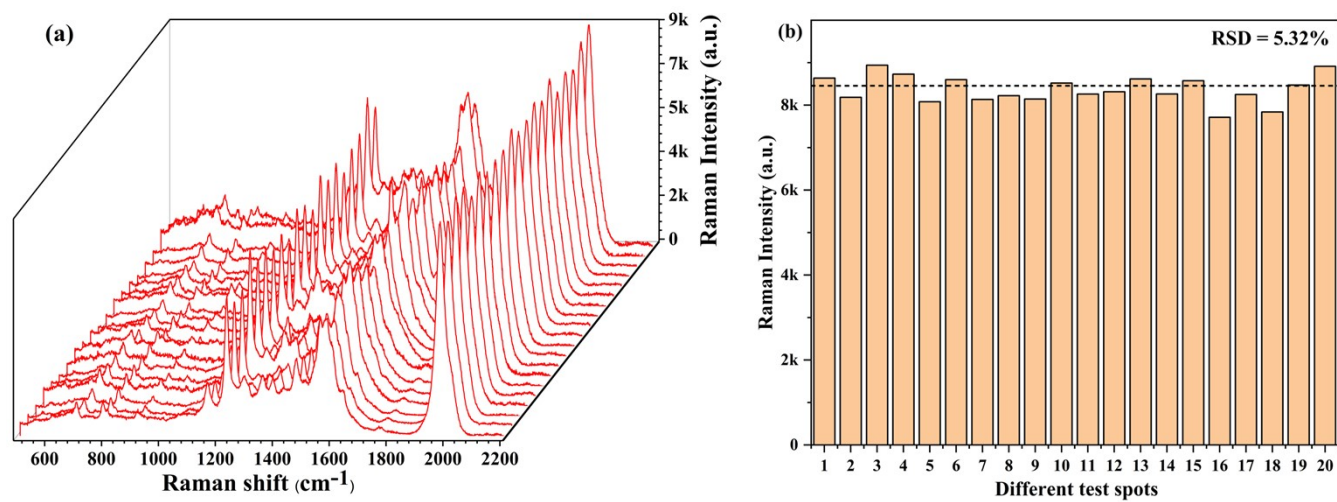 (a)
9k
7k
5k
4k
2k
0
Raman Intensity (a.u.)
600 800 1000 1200 1400 1600 1800 2000 2200
Raman shift (cm-1)
(b)
RSD = 5.32%
8k
6k
4k
2k
0
Raman Intensity (a.u.)
1 2 3 4 5 6 7 8 9 10 11 12 13 14 15 16 17 18 19 20
Different test spots